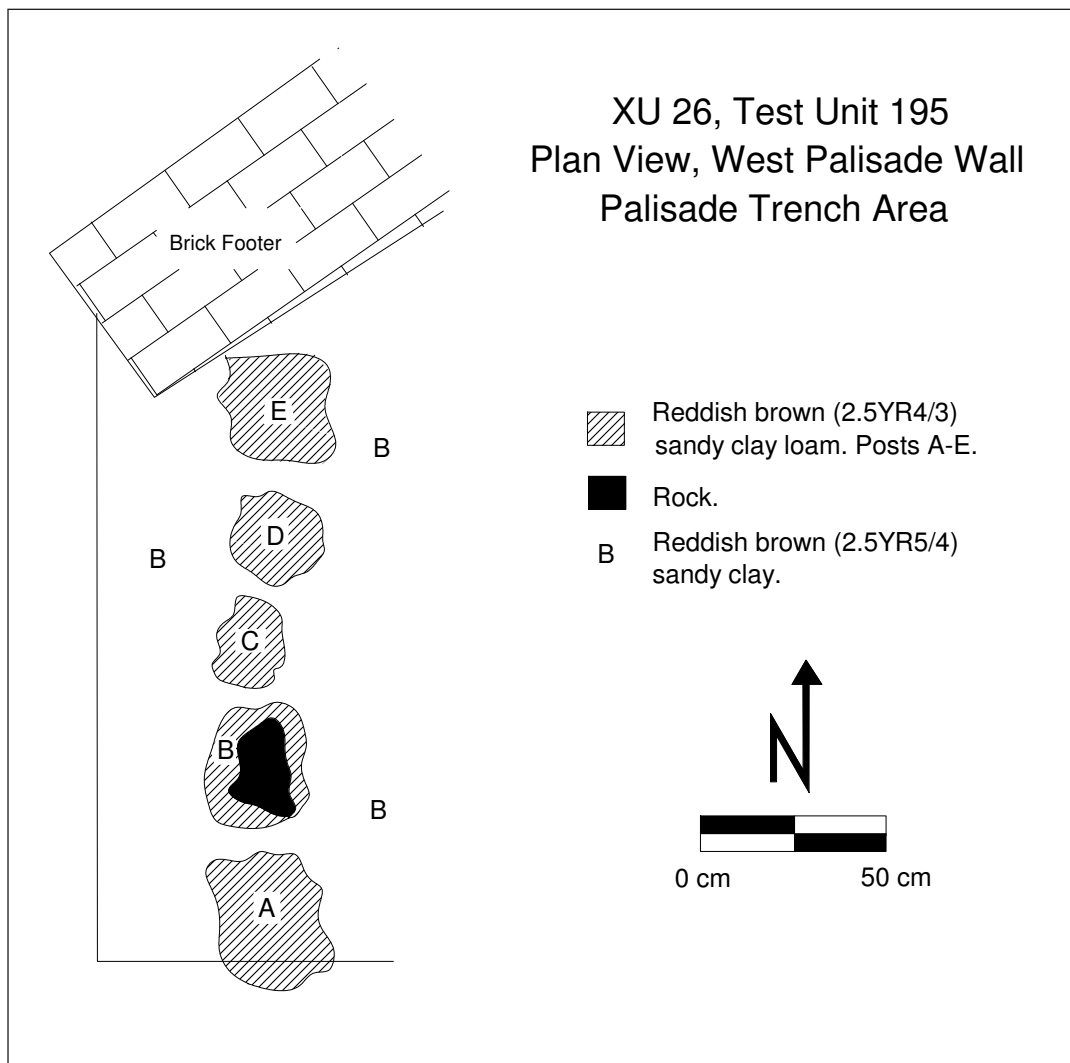 XU 26, Test Unit 195
Plan View, West Palisade Wall
Palisade Trench Area
Brick Footer
E
B
D
B
C
B
B
A
Reddish brown (2.5YR4/3)
sandy clay loam. Posts A-E.
Rock.
B Reddish brown (2.5YR5/4)
sandy clay.
N
0 cm 50 cm